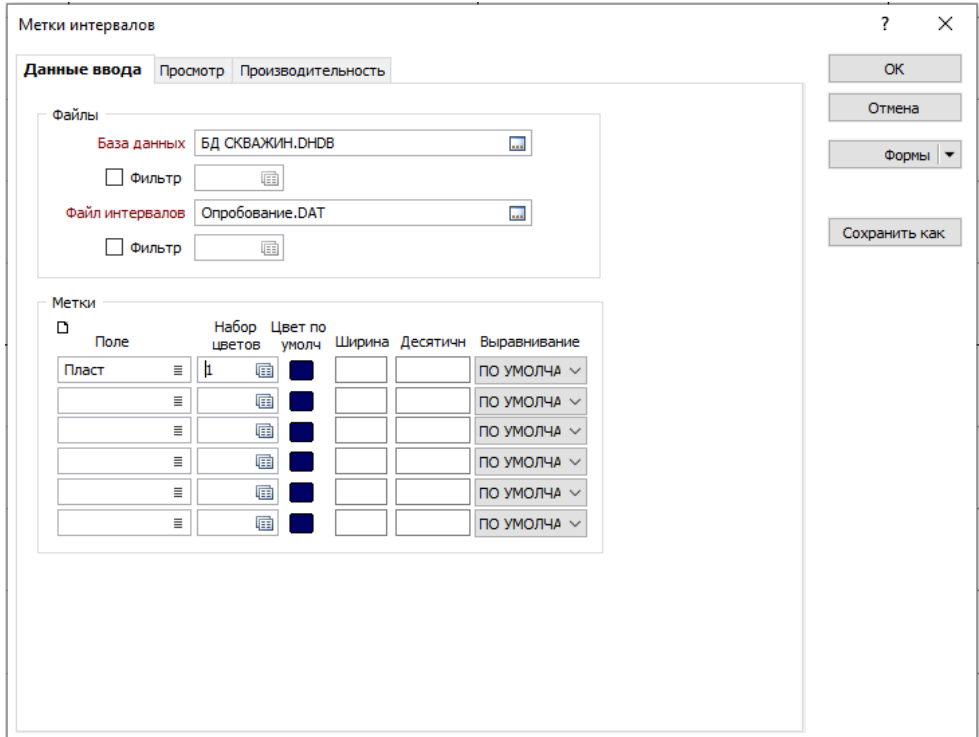 Метки интервалов
?
Данные ввода Просмотр Производительность
ОК
Отмена
Формы
Сохранить как
Файлы
База данных БД СКВАЖИН.DHDB
Фильтр
Файл интервалов Опробование.DAT
Фильтр
Метки
Поле Набор цветов Цвет по умолч Ширина Десятичн Выравнивание
Пласт 1 ПО УМОЛЧА
ПО УМОЛЧА
ПО УМОЛЧА
ПО УМОЛЧА
ПО УМОЛЧА
ПО УМОЛЧА